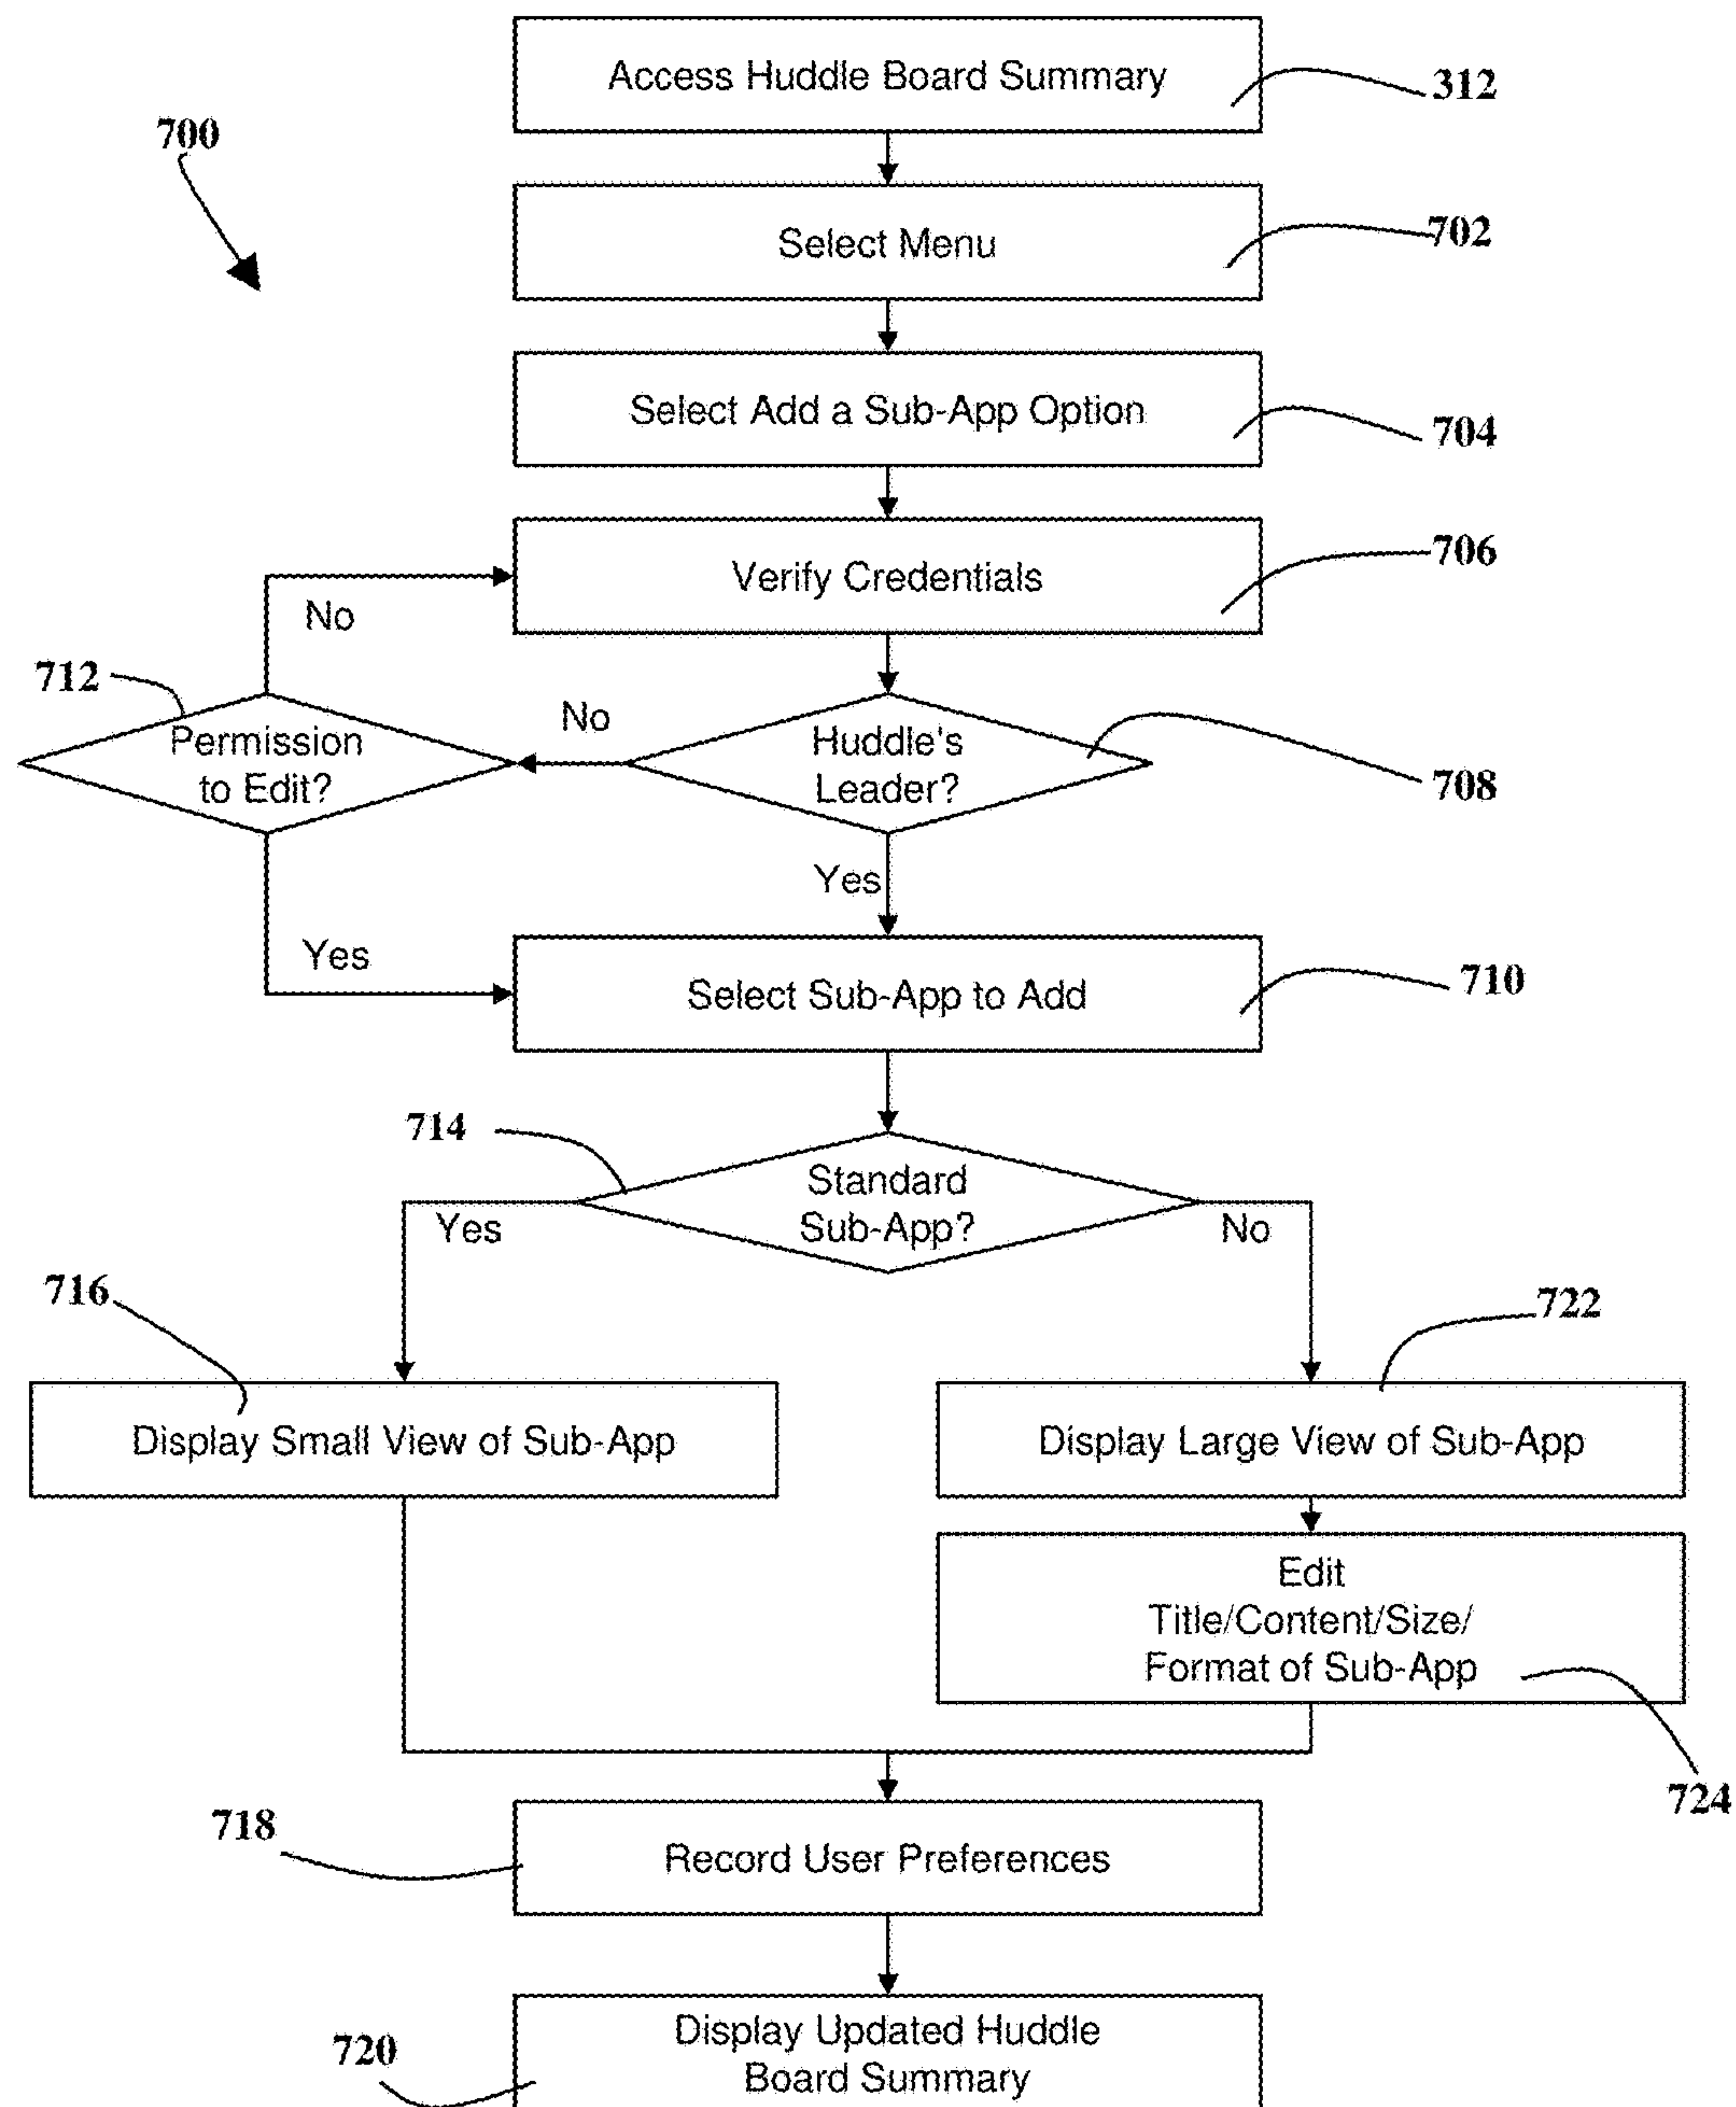 Access Huddle Board Summary
312
700
Select Menu
702
Select Add a Sub-App Option
704
Verify Credentials
706
No
712
Permission
to Edit?
No
Huddle's
Leader?
708
Yes
Yes
Select Sub-App to Add
710
714
Standard
Sub-App?
Yes
No
716
722
Display Small View of Sub-App
Display Large View of Sub-App
Edit
Title/Content/Size/
Format of Sub-App
724
718
Record User Preferences
720
Display Updated Huddle
Board Summary